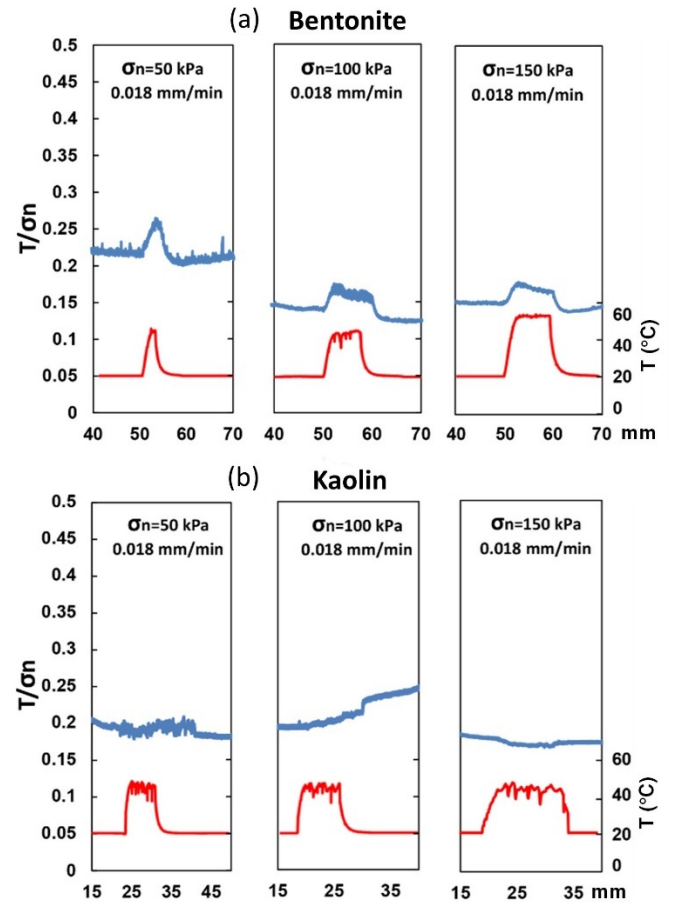 (a) Bentonite
0.5
0.45
0.4
0.35
0.3
0.25
0.2
0.15
0.1
0.05
0
T/σn
σn=50 kPa
0.018 mm/min
σn=100 kPa
0.018 mm/min
σn=150 kPa
0.018 mm/min
60
40
20
0
T (°C)
40 50 60 70 40 50 60 70 40 50 60 70 mm
(b) Kaolin
0.5
0.45
0.4
0.35
0.3
0.25
0.2
0.15
0.1
0.05
0
T/σn
σn=50 kPa
0.018 mm/min
σn=100 kPa
0.018 mm/min
σn=150 kPa
0.018 mm/min
60
40
20
0
T (°C)
15 25 35 45 15 25 35 15 25 35 mm